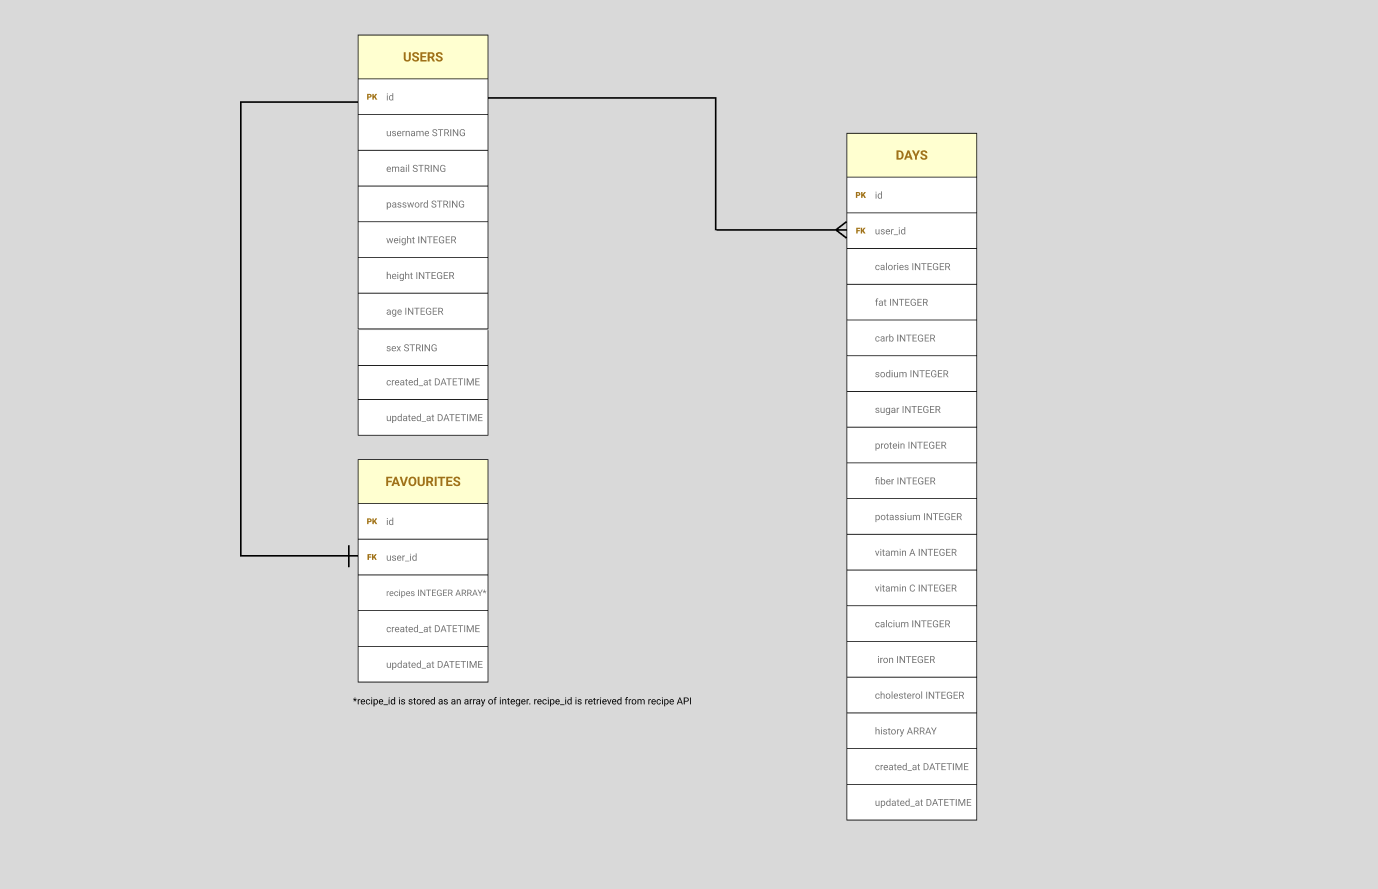 USERS
PK id
username STRING
email STRING
password STRING
weight INTEGER
height INTEGER
age INTEGER
sex STRING
created_at DATETIME
updated_at DATETIME
FAVOURITES
PK id
FK user_id
recipes INTEGER ARRAY*
created_at DATETIME
updated_at DATETIME
*recipe_id is stored as an array of integer. recipe_id is retrieved from recipe API
DAYS
PK id
FK user_id
calories INTEGER
fat INTEGER
carb INTEGER
sodium INTEGER
sugar INTEGER
protein INTEGER
fiber INTEGER
potassium INTEGER
vitamin A INTEGER
vitamin C INTEGER
calcium INTEGER
iron INTEGER
cholesterol INTEGER
history ARRAY
created_at DATETIME
updated_at DATETIME